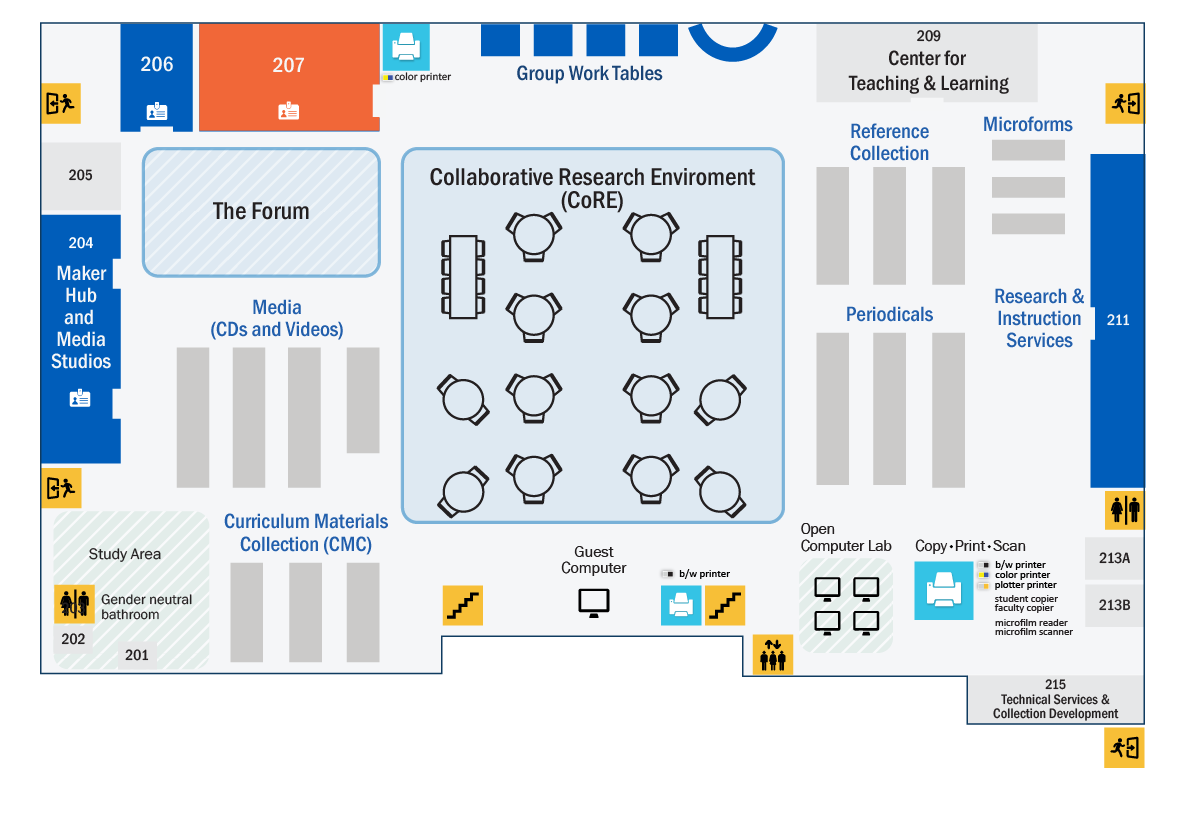 206
207
color printer
Group Work Tables
209
Center for
Teaching & Learning
205
The Forum
Collaborative Research Enviroment
(CoRE)
Reference
Collection
Microforms
204
Maker
Hub
and
Media
Studios
Media
(CDs and Videos)
Periodicals
Research &
Instruction
Services
211
Study Area
Gender neutral
bathroom
202
201
Curriculum Materials
Collection (CMC)
Guest
Computer
b/w printer
Open
Computer Lab
Copy•Print•Scan
b/w printer
color printer
plotter printer
student copier
faculty copier
microfilm reader
microfilm scanner
213A
213B
215
Technical Services &
Collection Development